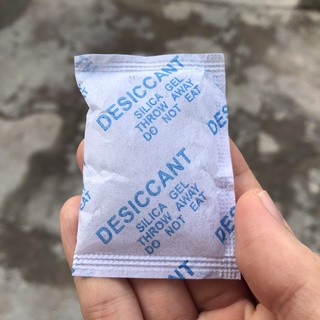 DESICCANT
SILICA GEL
THROW AWAY
DO NOT EAT
DESICCANT
SILICA GEL
THROW AWAY
DO NOT EAT